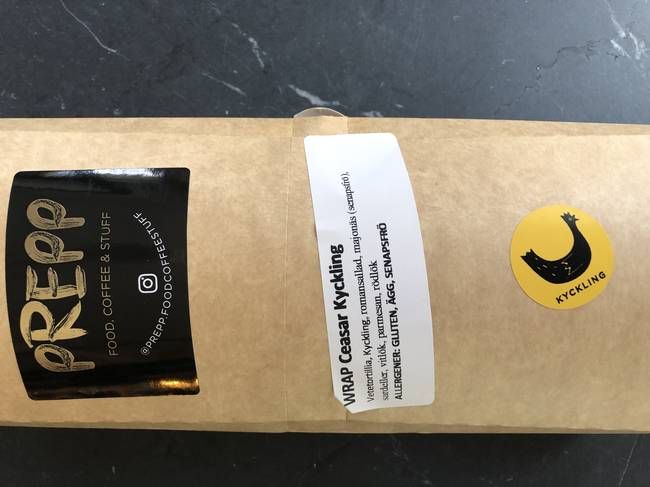 PREPP
FOOD, COFFEE & STUFF
@PREPP.FOODCOFFEESTUFF
WRAP Ceasar Kyckling
Vetetortillia, Kyckling, romansallad, majonäs (senapsfrö),
sardeller, vitlök, parmesan, rödlök
ALLERGENER: GLUTEN, ÄGG, SENAPSFRÖ
KYCKLING